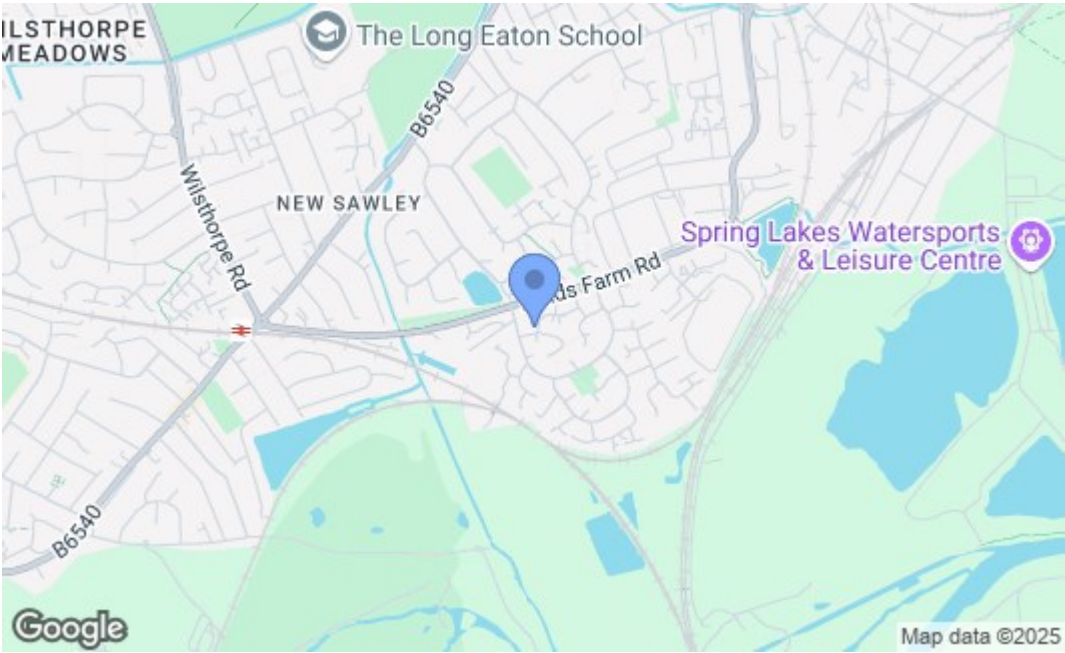 ILSTHORPE
MEADOWS
The Long Eaton School
B6540
Wilsthorpe Rd
NEW SAWLEY
Spring Lakes Watersports
& Leisure Centre
ds Farm Rd
B6540
Google
Map data ©2025